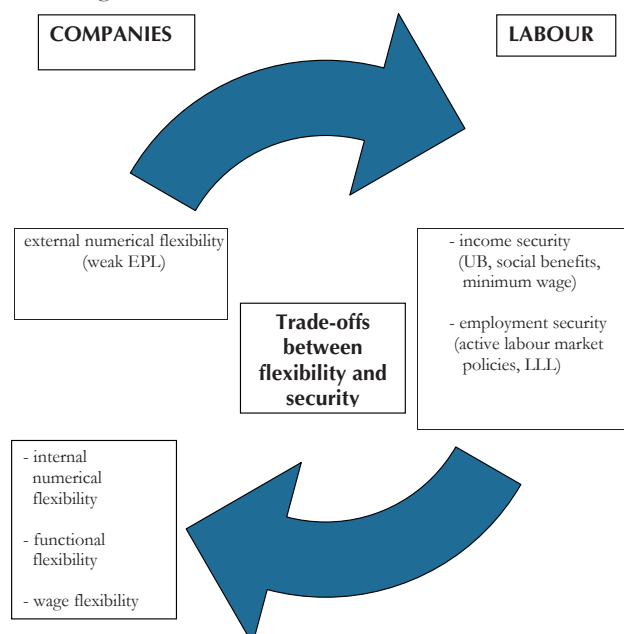 COMPANIES
LABOUR
external numerical flexibility
(weak EPL)
- income security
(UB, social benefits,
minimum wage)
- employment security
(active labour market
policies, LLL)
Trade-offs
between
flexibility and
security
- internal
numerical
flexibility
- functional
flexibility
- wage flexibility